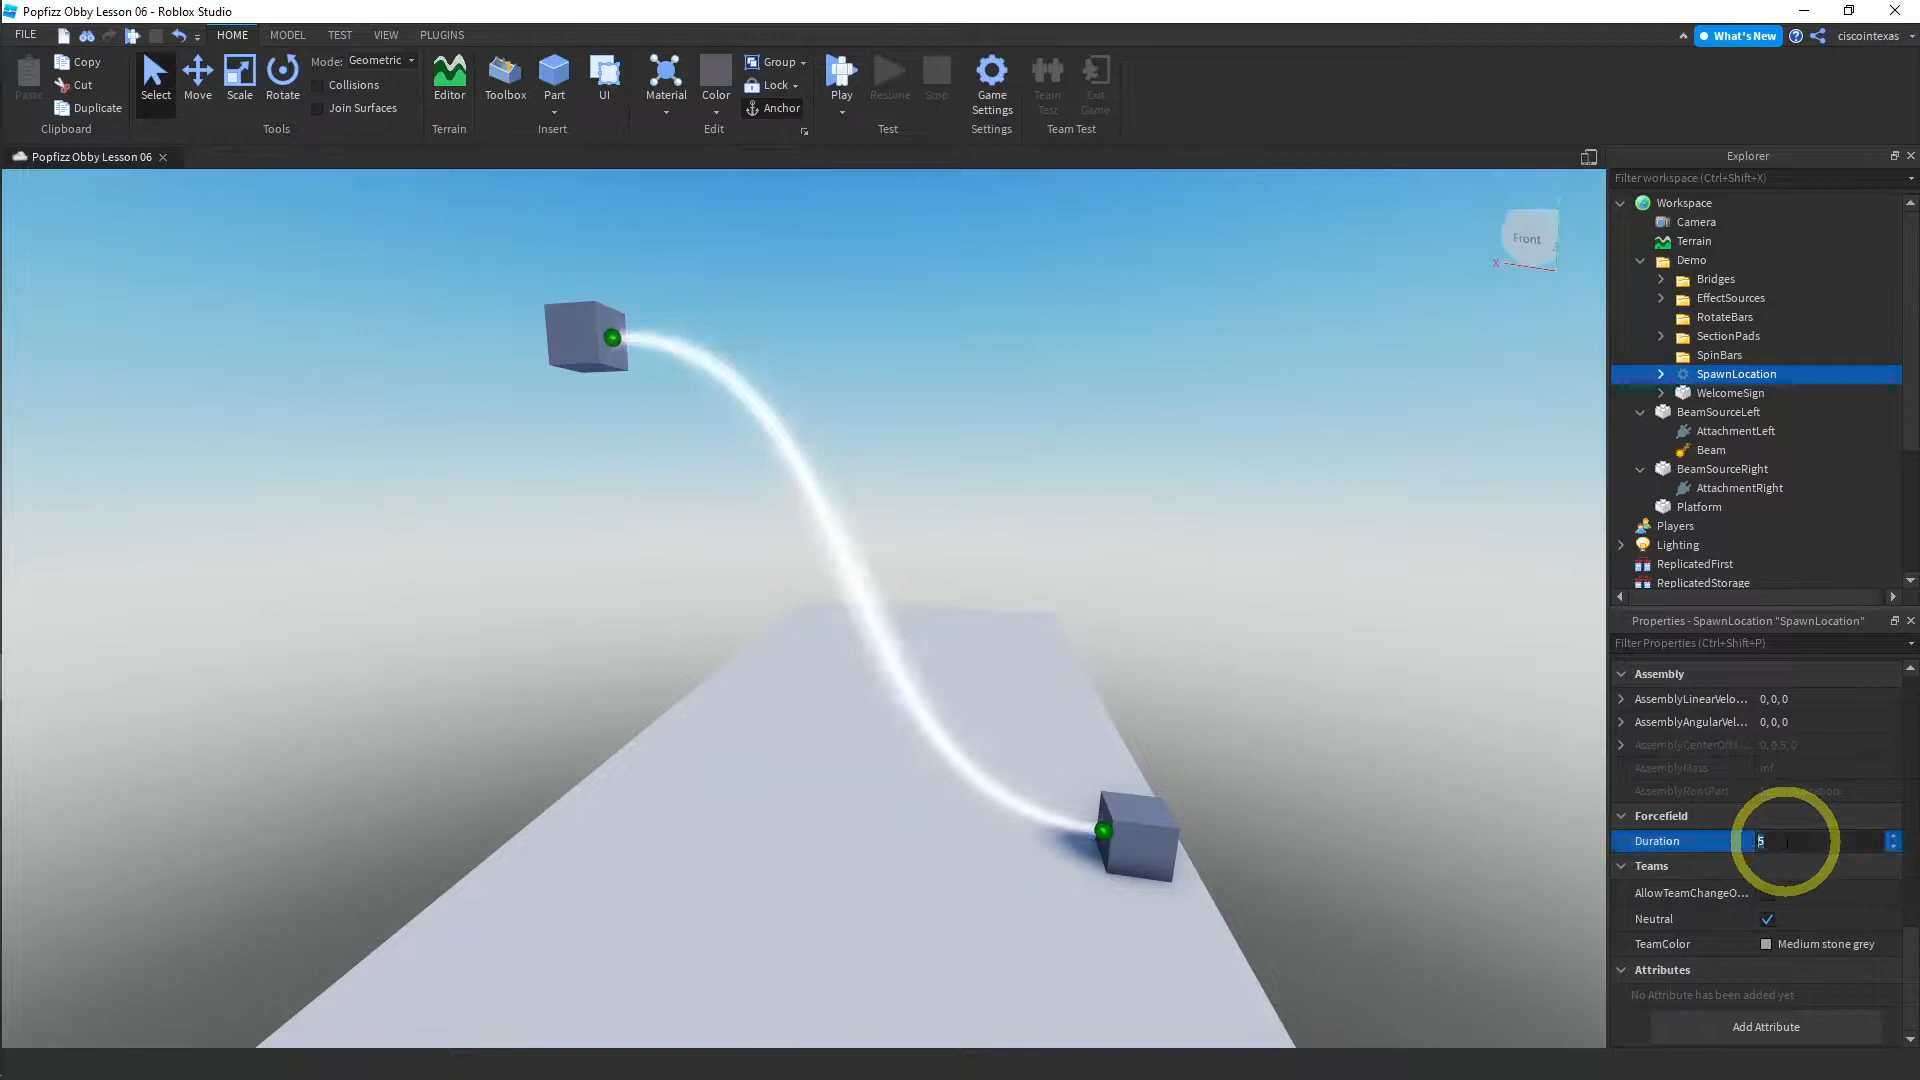 Popfizz Obby Lesson 06 - Roblox Studio
FILE HOME MODEL TEST VIEW PLUGINS
What's New
ciscointexas
Paste
Copy
Cut
Duplicate
Clipboard
Select
Move
Scale
Rotate
Mode: Geometric
Collisions
Join Surfaces
Tools
Editor
Terrain
Toolbox
Part
UI
Insert
Material
Color
Group
Lock
Anchor
Edit
Play
Resume
Stop
Test
Game Settings
Settings
Team Test
Exit Game
Team Test
Popfizz Obby Lesson 06
Front
X
Explorer
Filter workspace (Ctrl+Shift+X)
Workspace
Camera
Terrain
Demo
Bridges
EffectSources
RotateBars
SectionPads
SpinBars
SpawnLocation
WelcomeSign
BeamSourceLeft
AttachmentLeft
Beam
BeamSourceRight
AttachmentRight
Platform
Players
Lighting
ReplicatedFirst
ReplicatedStorage
Properties - SpawnLocation "SpawnLocation"
Filter Properties (Ctrl+Shift+P)
Assembly
AssemblyLinearVelo... 0, 0, 0
AssemblyAngularVel... 0, 0, 0
AssemblyCenterOfM... 0, 0.5, 0
AssemblyMass inf
AssemblyRootPart SpawnLocation
Forcefield
Duration 5
Teams
AllowTeamChangeO...
Neutral
TeamColor Medium stone grey
Attributes
No Attribute has been added yet
Add Attribute